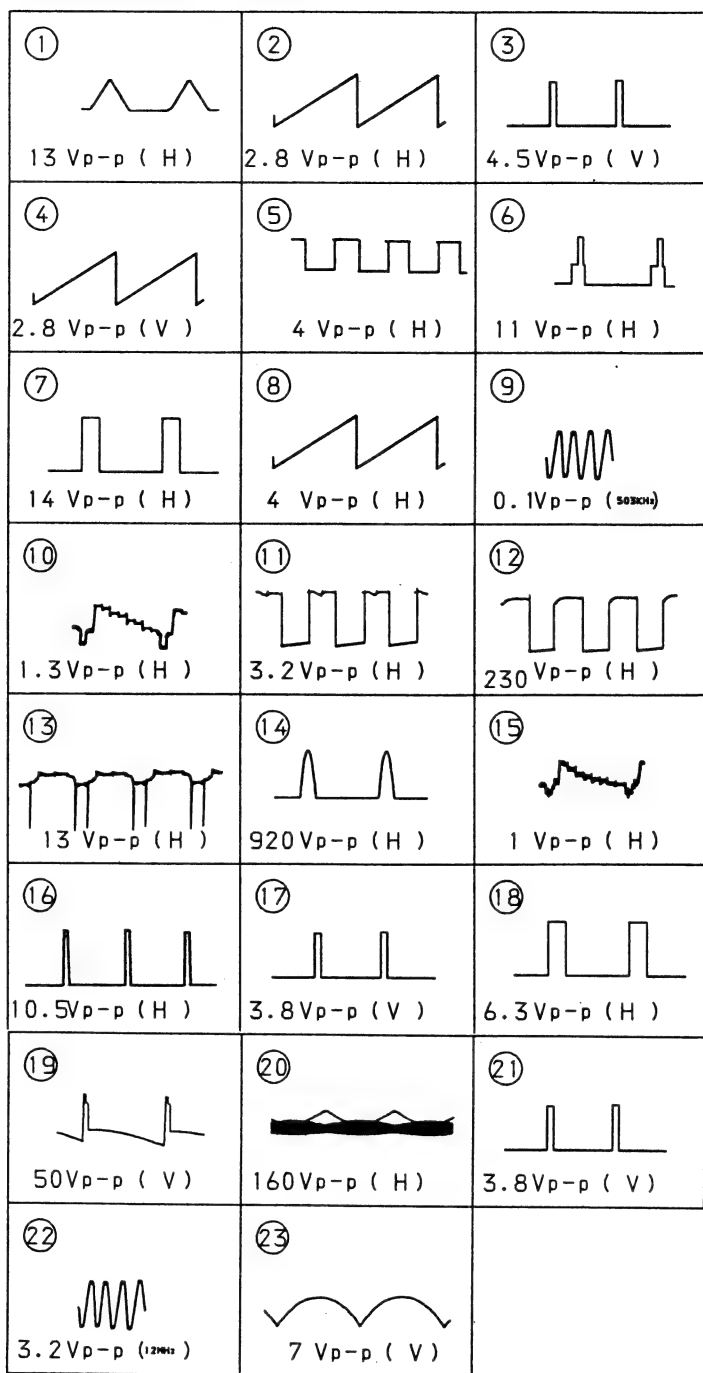 ① ② ③
13 Vp-p ( H ) 2.8 Vp-p ( H ) 4.5Vp-p ( V )
④ ⑤ ⑥
2.8 Vp-p ( V ) 4 Vp-p ( H ) 11 Vp-p ( H )
⑦ ⑧ ⑨
14 Vp-p ( H ) 4 Vp-p ( H ) 0.1Vp-p ( 503KHz)
⑩ ⑪ ⑫
1.3Vp-p ( H ) 3.2Vp-p ( H ) 230 Vp-p ( H )
⑬ ⑭ ⑮
13 Vp-p ( H ) 920Vp-p ( H ) 1 Vp-p ( H )
⑯ ⑰ ⑱
10.5Vp-p ( H ) 3.8Vp-p ( V ) 6.3Vp-p ( H )
⑲ ⑳ ㉑
50Vp-p ( V ) 160Vp-p ( H ) 3.8Vp-p ( V )
㉒ ㉓
3.2Vp-p (12MHz ) 7 Vp-p ( V )